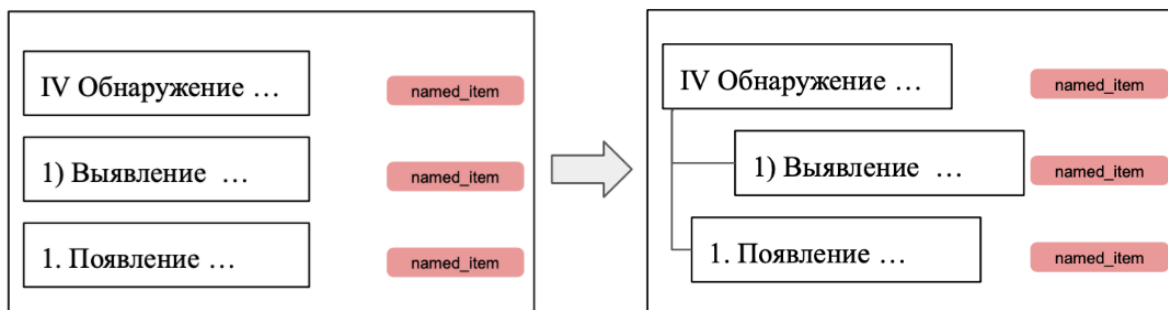 IV Обнаружение …
named_item
1) Выявление …
named_item
1. Появление …
named_item
IV Обнаружение …
named_item
1) Выявление …
named_item
1. Появление …
named_item